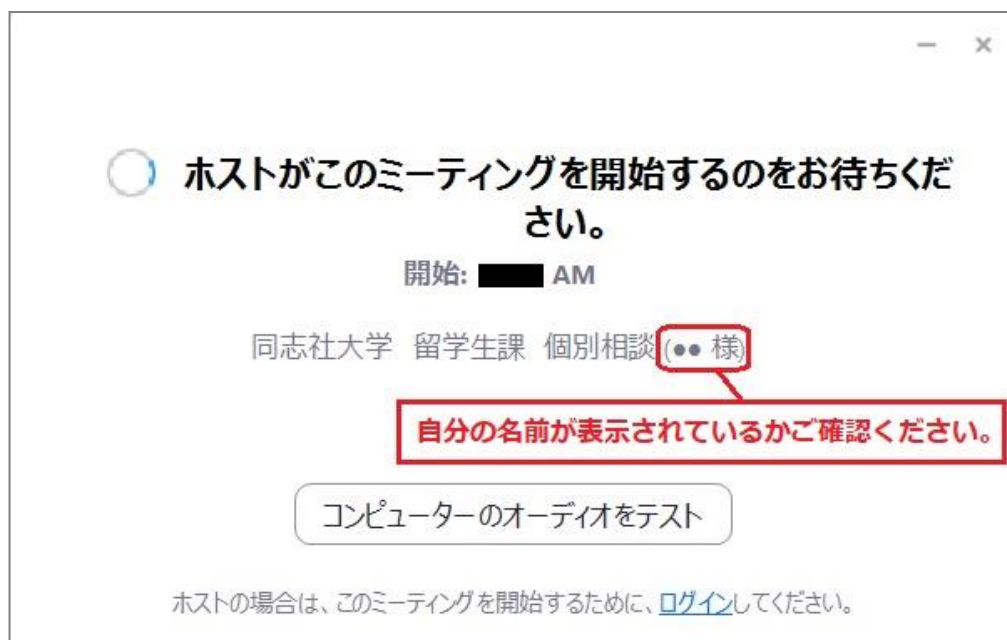 ホストがこのミーティングを開始するのをお待ちくだ
さい。
開始: AM
同志社大学 留学生課 個別相談 (●● 様)
自分の名前が表示されているかご確認ください。
コンピューターのオーディオをテスト
ホストの場合は、このミーティングを開始するために、ログインしてください。